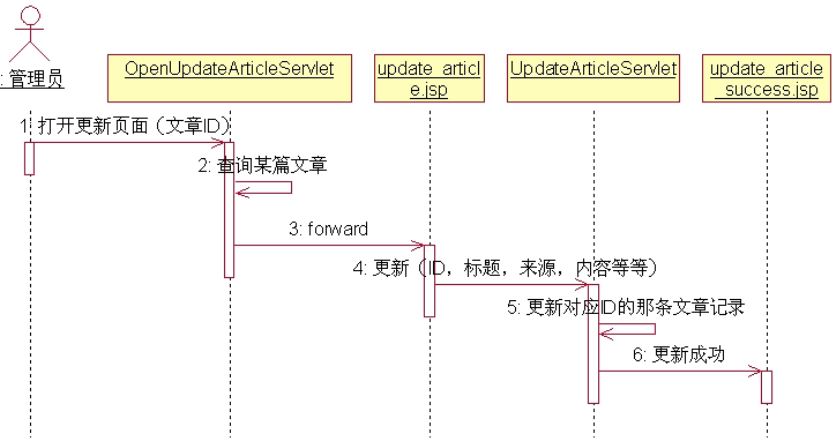 : 管理员
OpenUpdateArticleServlet
update_articl
e.jsp
UpdateArticleServlet
update_article
_success.jsp
1: 打开更新页面（文章ID）
2: 查询某篇文章
3: forward
4: 更新（ID，标题，来源，内容等等）
5: 更新对应ID的那条文章记录
6: 更新成功